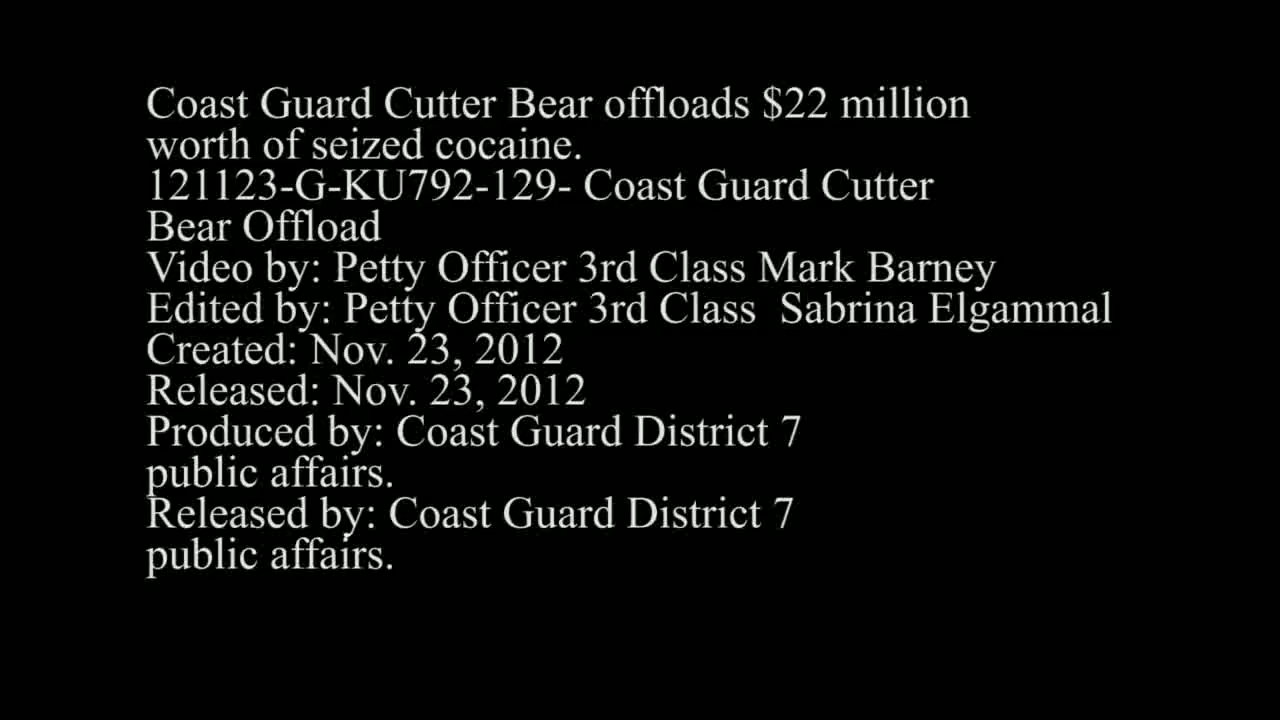 Coast Guard Cutter Bear offloads $22 million
worth of seized cocaine.
121123-G-KU792-129- Coast Guard Cutter
Bear Offload
Video by: Petty Officer 3rd Class Mark Barney
Edited by: Petty Officer 3rd Class  Sabrina Elgammal
Created: Nov. 23, 2012
Released: Nov. 23, 2012
Produced by: Coast Guard District 7
public affairs.
Released by: Coast Guard District 7
public affairs.